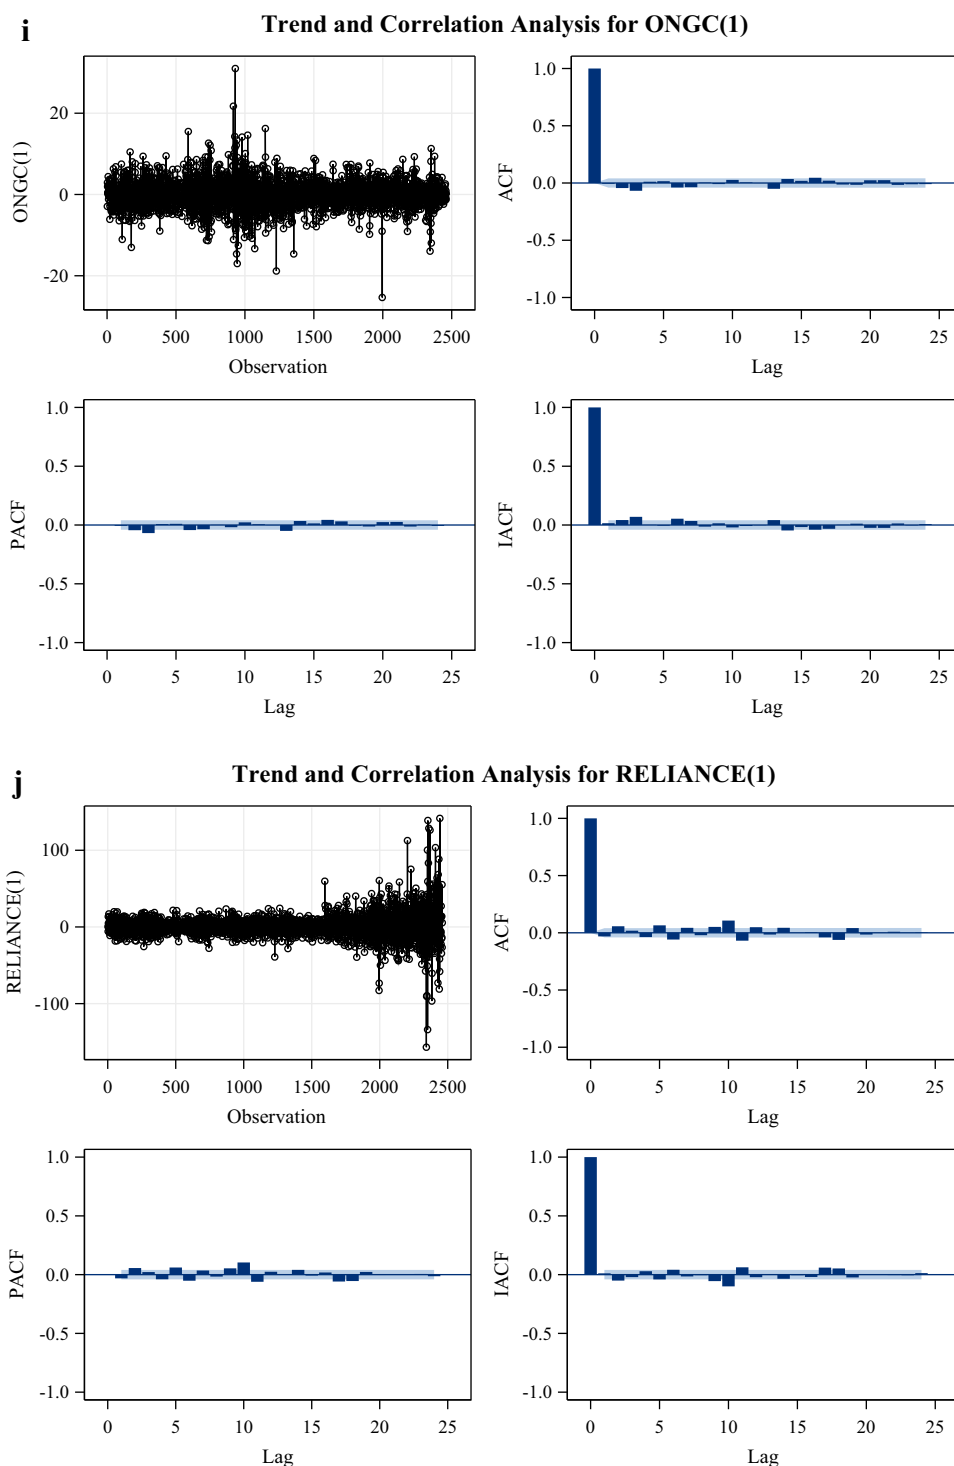 i
Trend and Correlation Analysis for ONGC(1)
ONGC(1)
20
0
-20
0 500 1000 1500 2000 2500
Observation
ACF
1.0
0.5
0.0
-0.5
-1.0
0 5 10 15 20 25
Lag
PACF
1.0
0.5
0.0
-0.5
-1.0
0 5 10 15 20 25
Lag
IACF
1.0
0.5
0.0
-0.5
-1.0
0 5 10 15 20 25
Lag
j
Trend and Correlation Analysis for RELIANCE(1)
RELIANCE(1)
100
0
-100
0 500 1000 1500 2000 2500
Observation
ACF
1.0
0.5
0.0
-0.5
-1.0
0 5 10 15 20 25
Lag
PACF
1.0
0.5
0.0
-0.5
-1.0
0 5 10 15 20 25
Lag
IACF
1.0
0.5
0.0
-0.5
-1.0
0 5 10 15 20 25
Lag